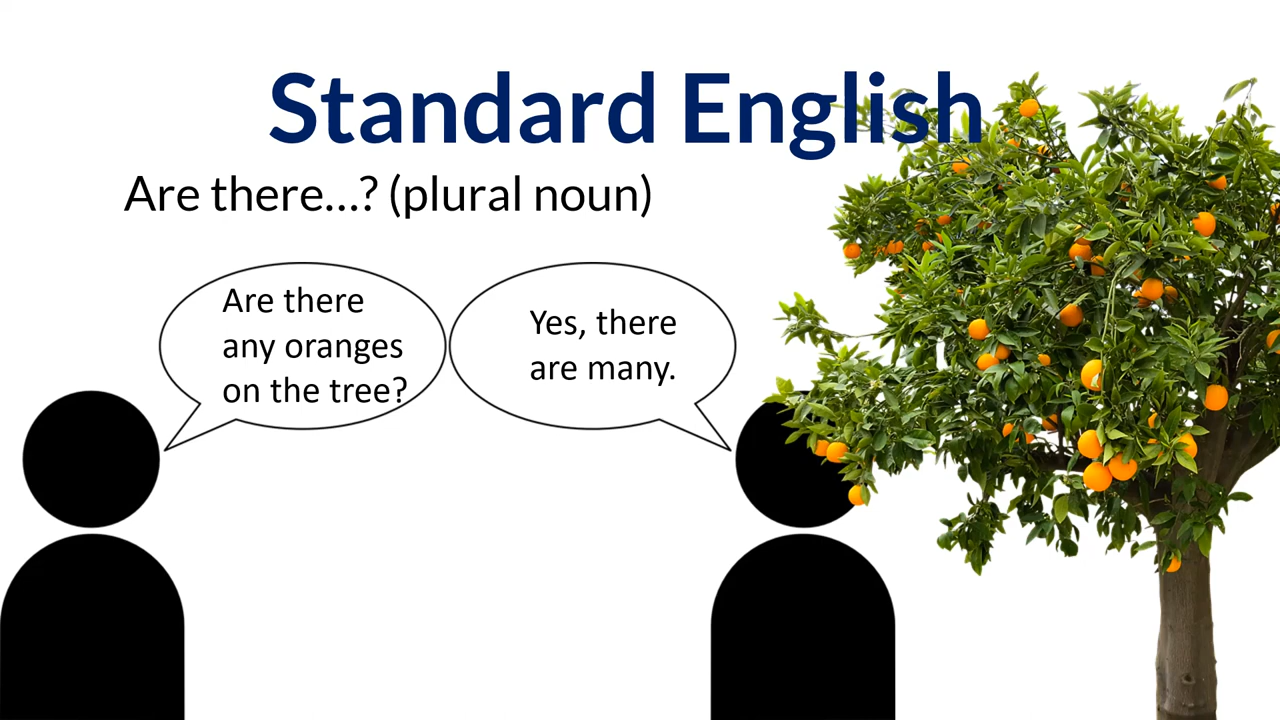 Standard English
Are there...? (plural noun)
Are there
any oranges
on the tree?
Yes, there
are many.